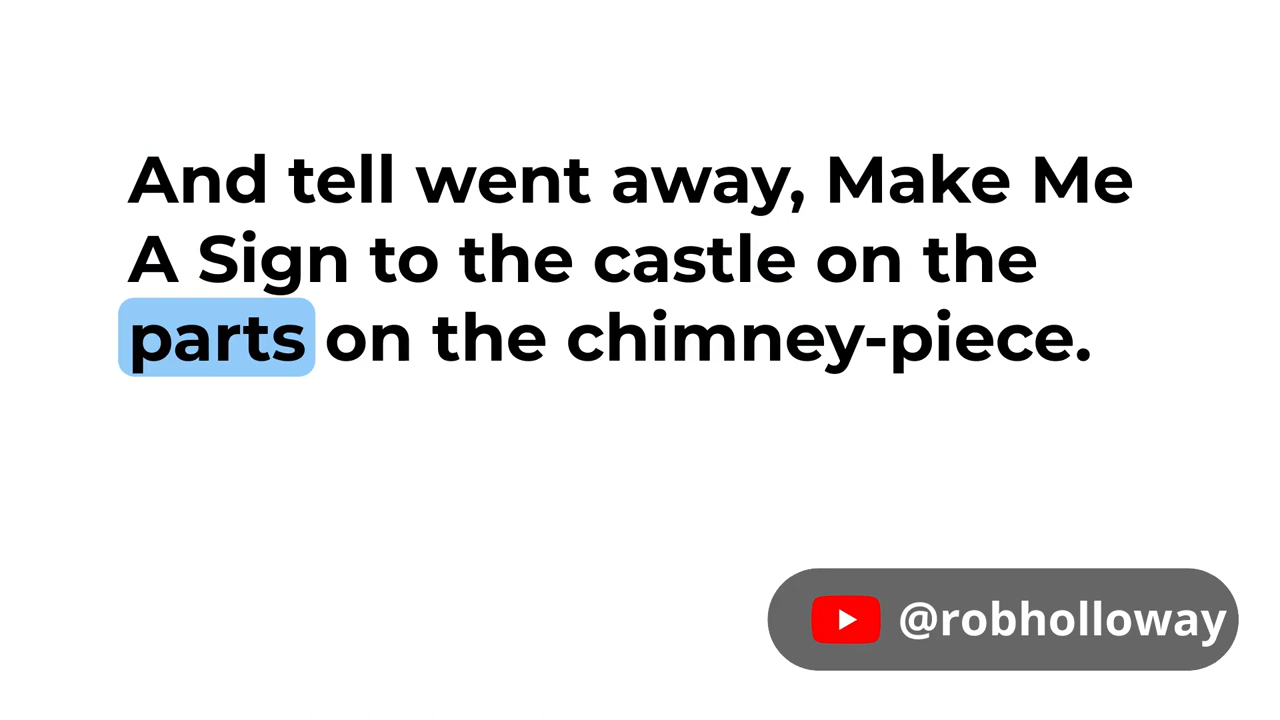 And tell went away, Make Me
A Sign to the castle on the
parts on the chimney-piece.
@robholloway